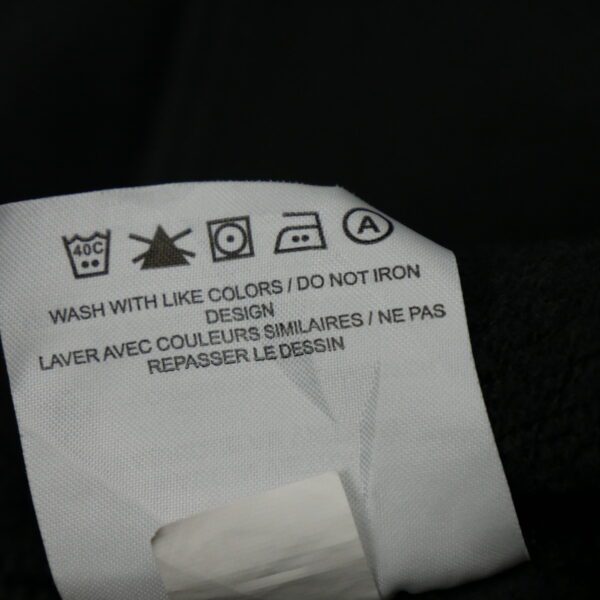 40C A
WASH WITH LIKE COLORS / DO NOT IRON
DESIGN
LAVER AVEC COULEURS SIMILAIRES / NE PAS
REPASSER LE DESSIN